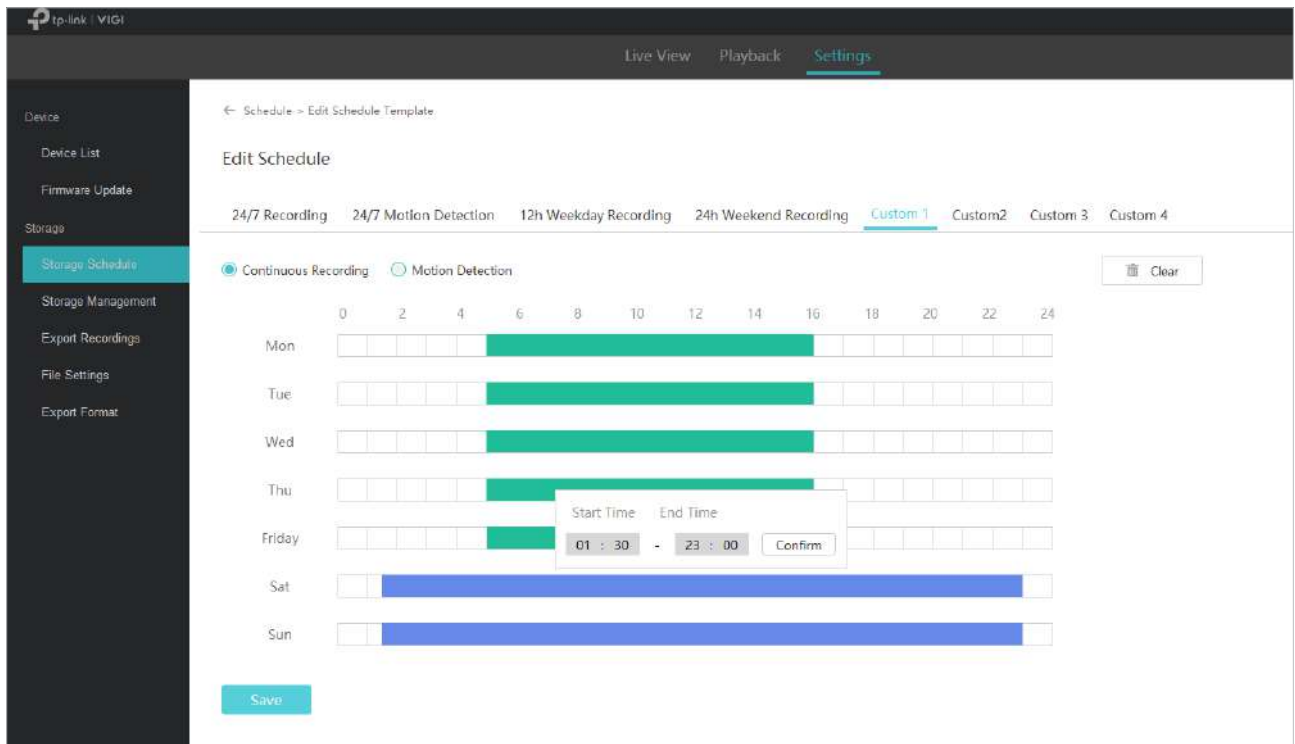 tp-link | VIGI
Live View Playback Settings
Device
Device List
Firmware Update
Storage
Storage Schedule
Storage Management
Export Recordings
File Settings
Export Format
← Schedule > Edit Schedule Template
Edit Schedule
24/7 Recording 24/7 Motion Detection 12h Weekday Recording 24h Weekend Recording Custom 1 Custom2 Custom 3 Custom 4
Continuous Recording Motion Detection Clear
0 2 4 6 8 10 12 14 16 18 20 22 24
Mon
Tue
Wed
Thu
Friday
Sat
Sun
Start Time End Time
01 : 30 - 23 : 00 Confirm
Save